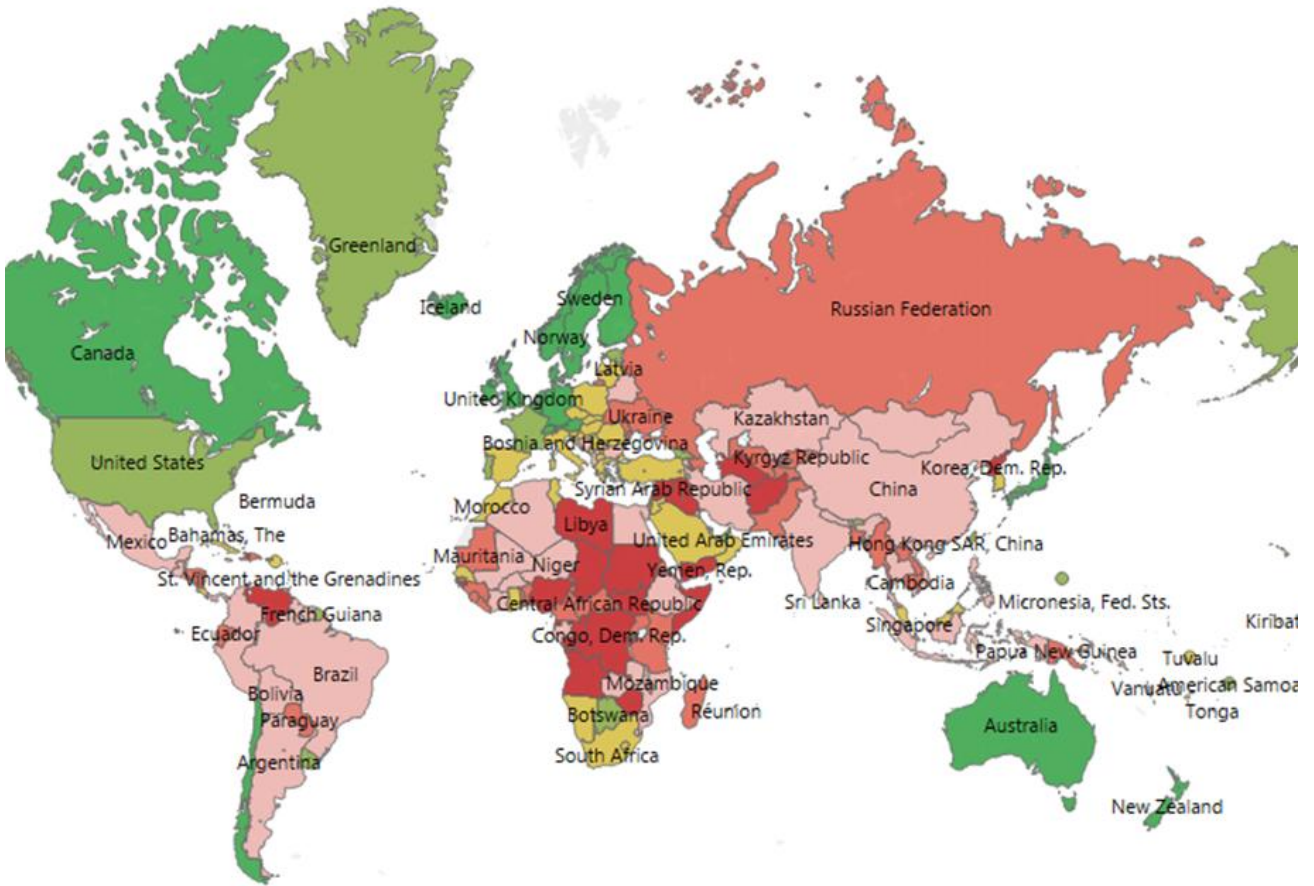 Greenland
Iceland
Sweden
Norway
Russian Federation
Canada
Latvia
United Kingdom
Ukraine
Kazakhstan
United States
Bosnia and Herzegovina
Kyrgyz Republic
Korea, Dem. Rep.
Bermuda
Syrian Arab Republic
China
Morocco
Libya
Mexico
Bahamas, The
United Arab Emirates
Hong Kong SAR, China
Mauritania
Niger
Yemen, Rep.
St. Vincent and the Grenadines
Cambodia
French Guiana
Central African Republic
Sri Lanka
Micronesia, Fed. Sts.
Ecuador
Congo, Dem. Rep.
Singapore
Kiribat
Papua New Guinea
Tuvalu
Brazil
Bolivia
Mozambique
Vanuatu
American Samoa
Paraguay
Botswana
Réunion
Tonga
Australia
Argentina
South Africa
New Zealand